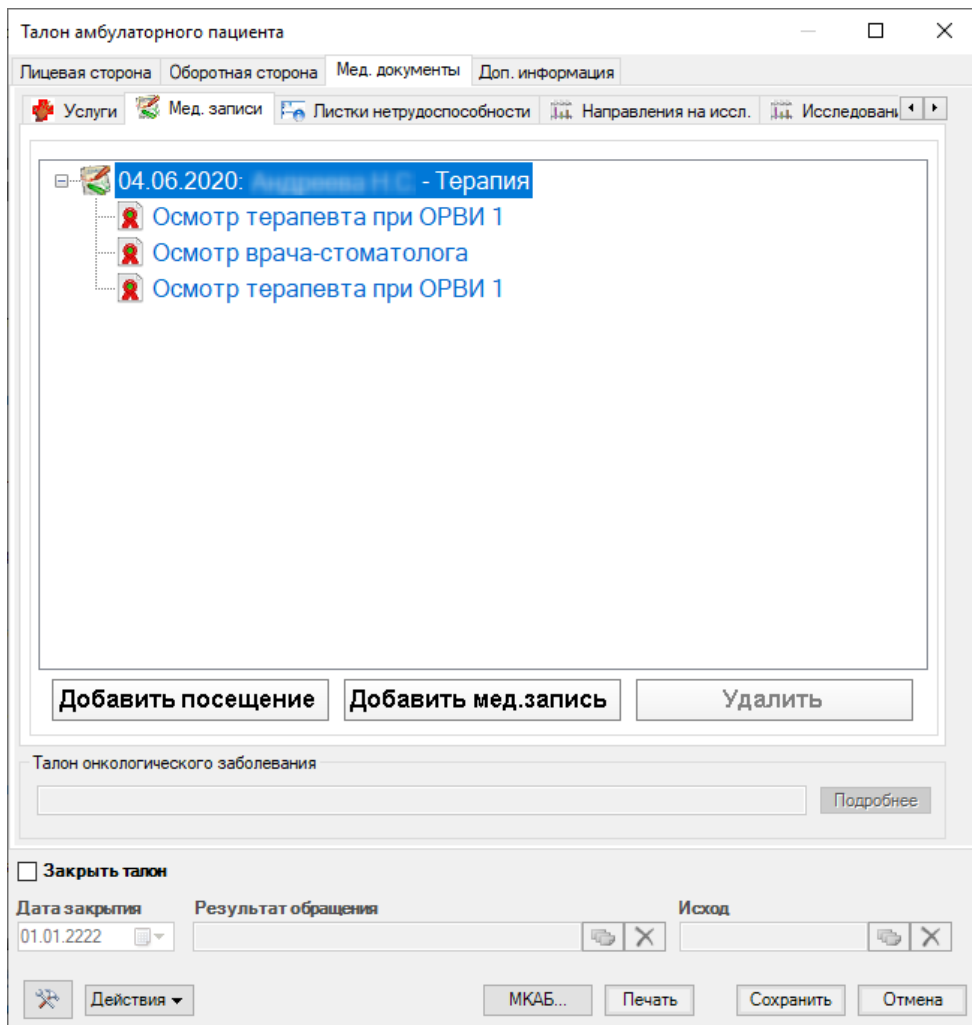 Талон амбулаторного пациента
Лицевая сторона Оборотная сторона Мед. документы Доп. информация
Услуги Мед. записи Листки нетрудоспособности Направления на иссл. Исследовани
04.06.2020: - Терапия
Осмотр терапевта при ОРВИ 1
Осмотр врача-стоматолога
Осмотр терапевта при ОРВИ 1
Добавить посещение Добавить мед.запись Удалить
Талон онкологического заболевания
Подробнее
Закрыть талон
Дата закрытия Результат обращения Исход
01.01.2222
Действия МКАБ... Печать Сохранить Отмена